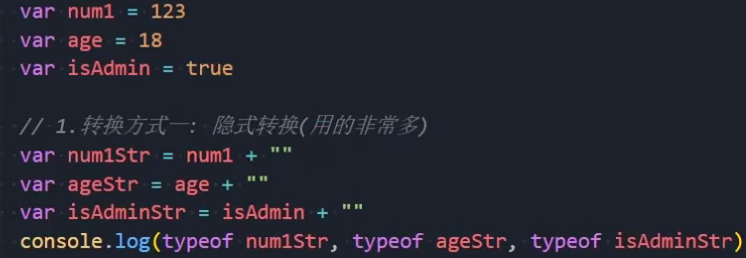 var num1 = 123
var age = 18
var isAdmin = true
// 1.转换方式一: 隐式转换(用的非常多)
var num1Str = num1 + ""
var ageStr = age + ""
var isAdminStr = isAdmin + ""
console.log(typeof num1Str, typeof ageStr, typeof isAdminStr)